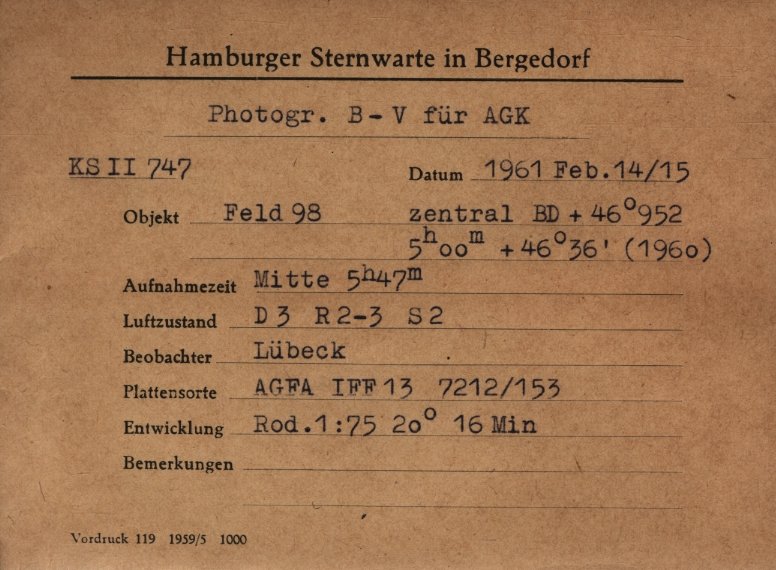 Hamburger Sternwarte in Bergedorf
Photogr. B-V für AGK
KS II 747 Datum 1961 Feb.14/15
Objekt Feld 98 zentral BD + 46°952
5ʰ00ᵐ +46°36' (1960)
Aufnahmezeit Mitte 5ʰ47ᵐ
Luftzustand D3 R2-3 S2
Beobachter Lübeck
Plattensorte AGFA IFF13 7212/153
Entwicklung Rod.1:75 20° 16 Min
Bemerkungen
Vordruck 119 1959/5 1000